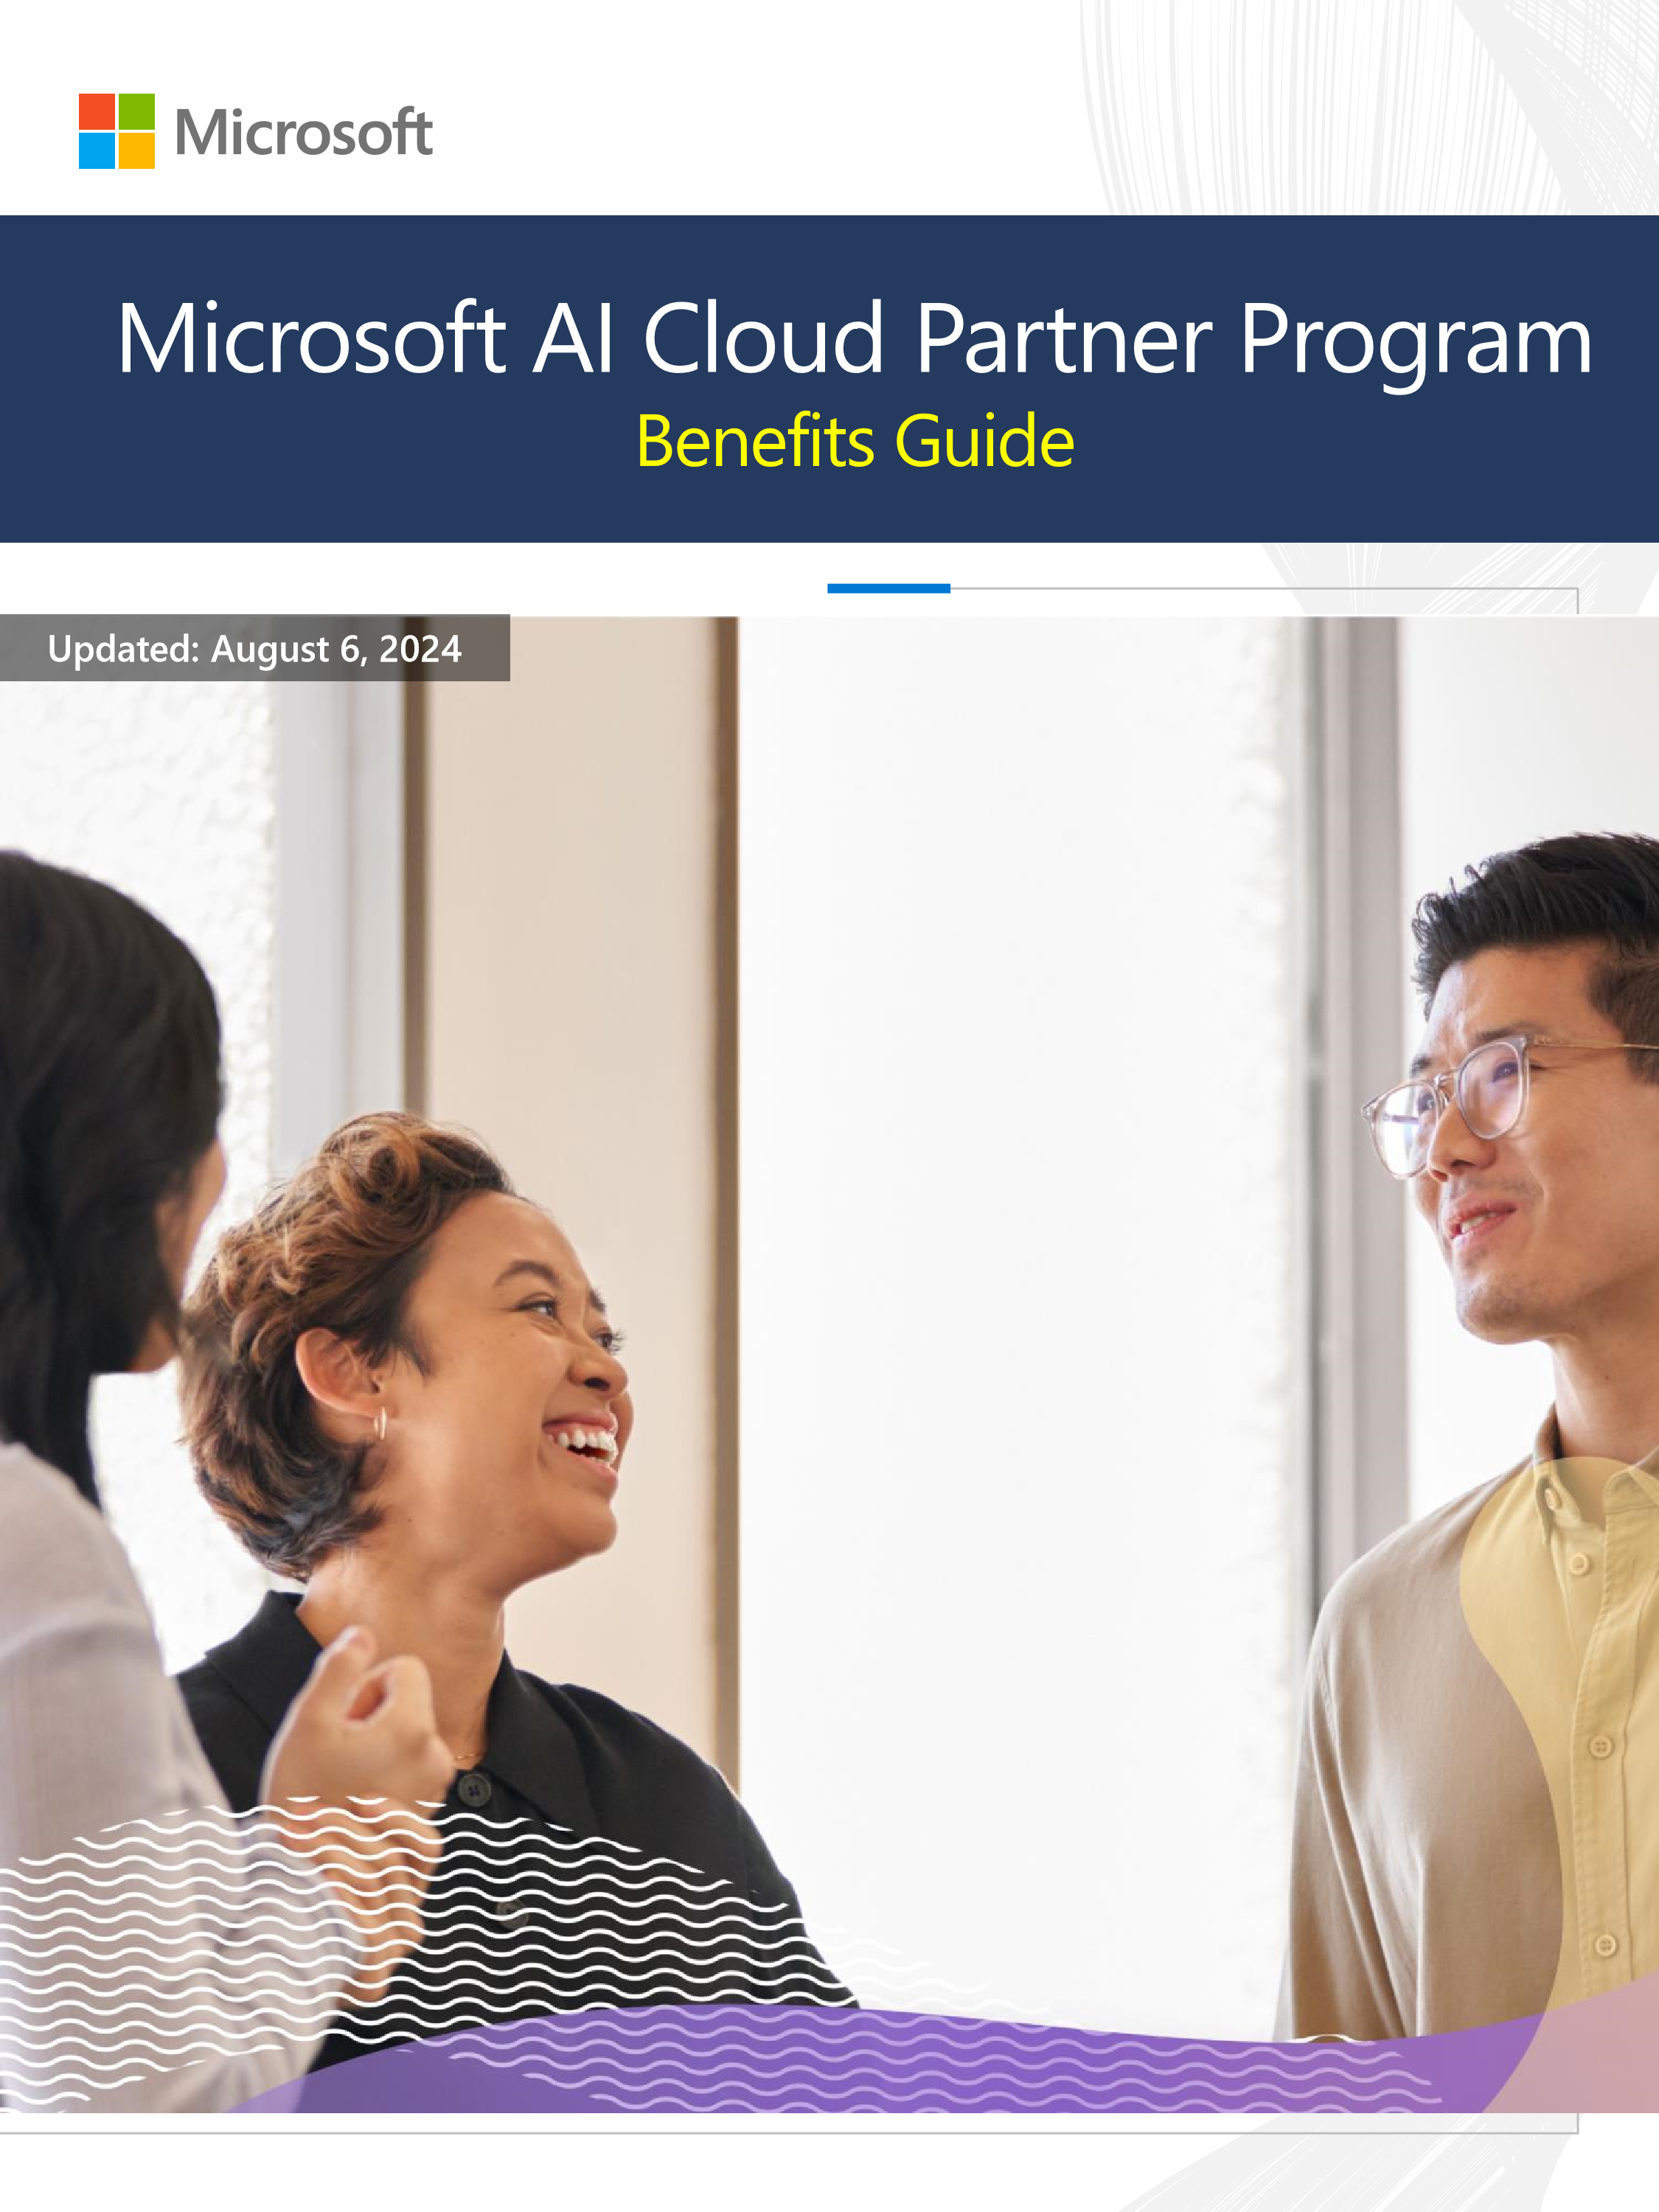 Microsoft
Microsoft AI Cloud Partner Program
Benefits Guide
Updated: August 6, 2024